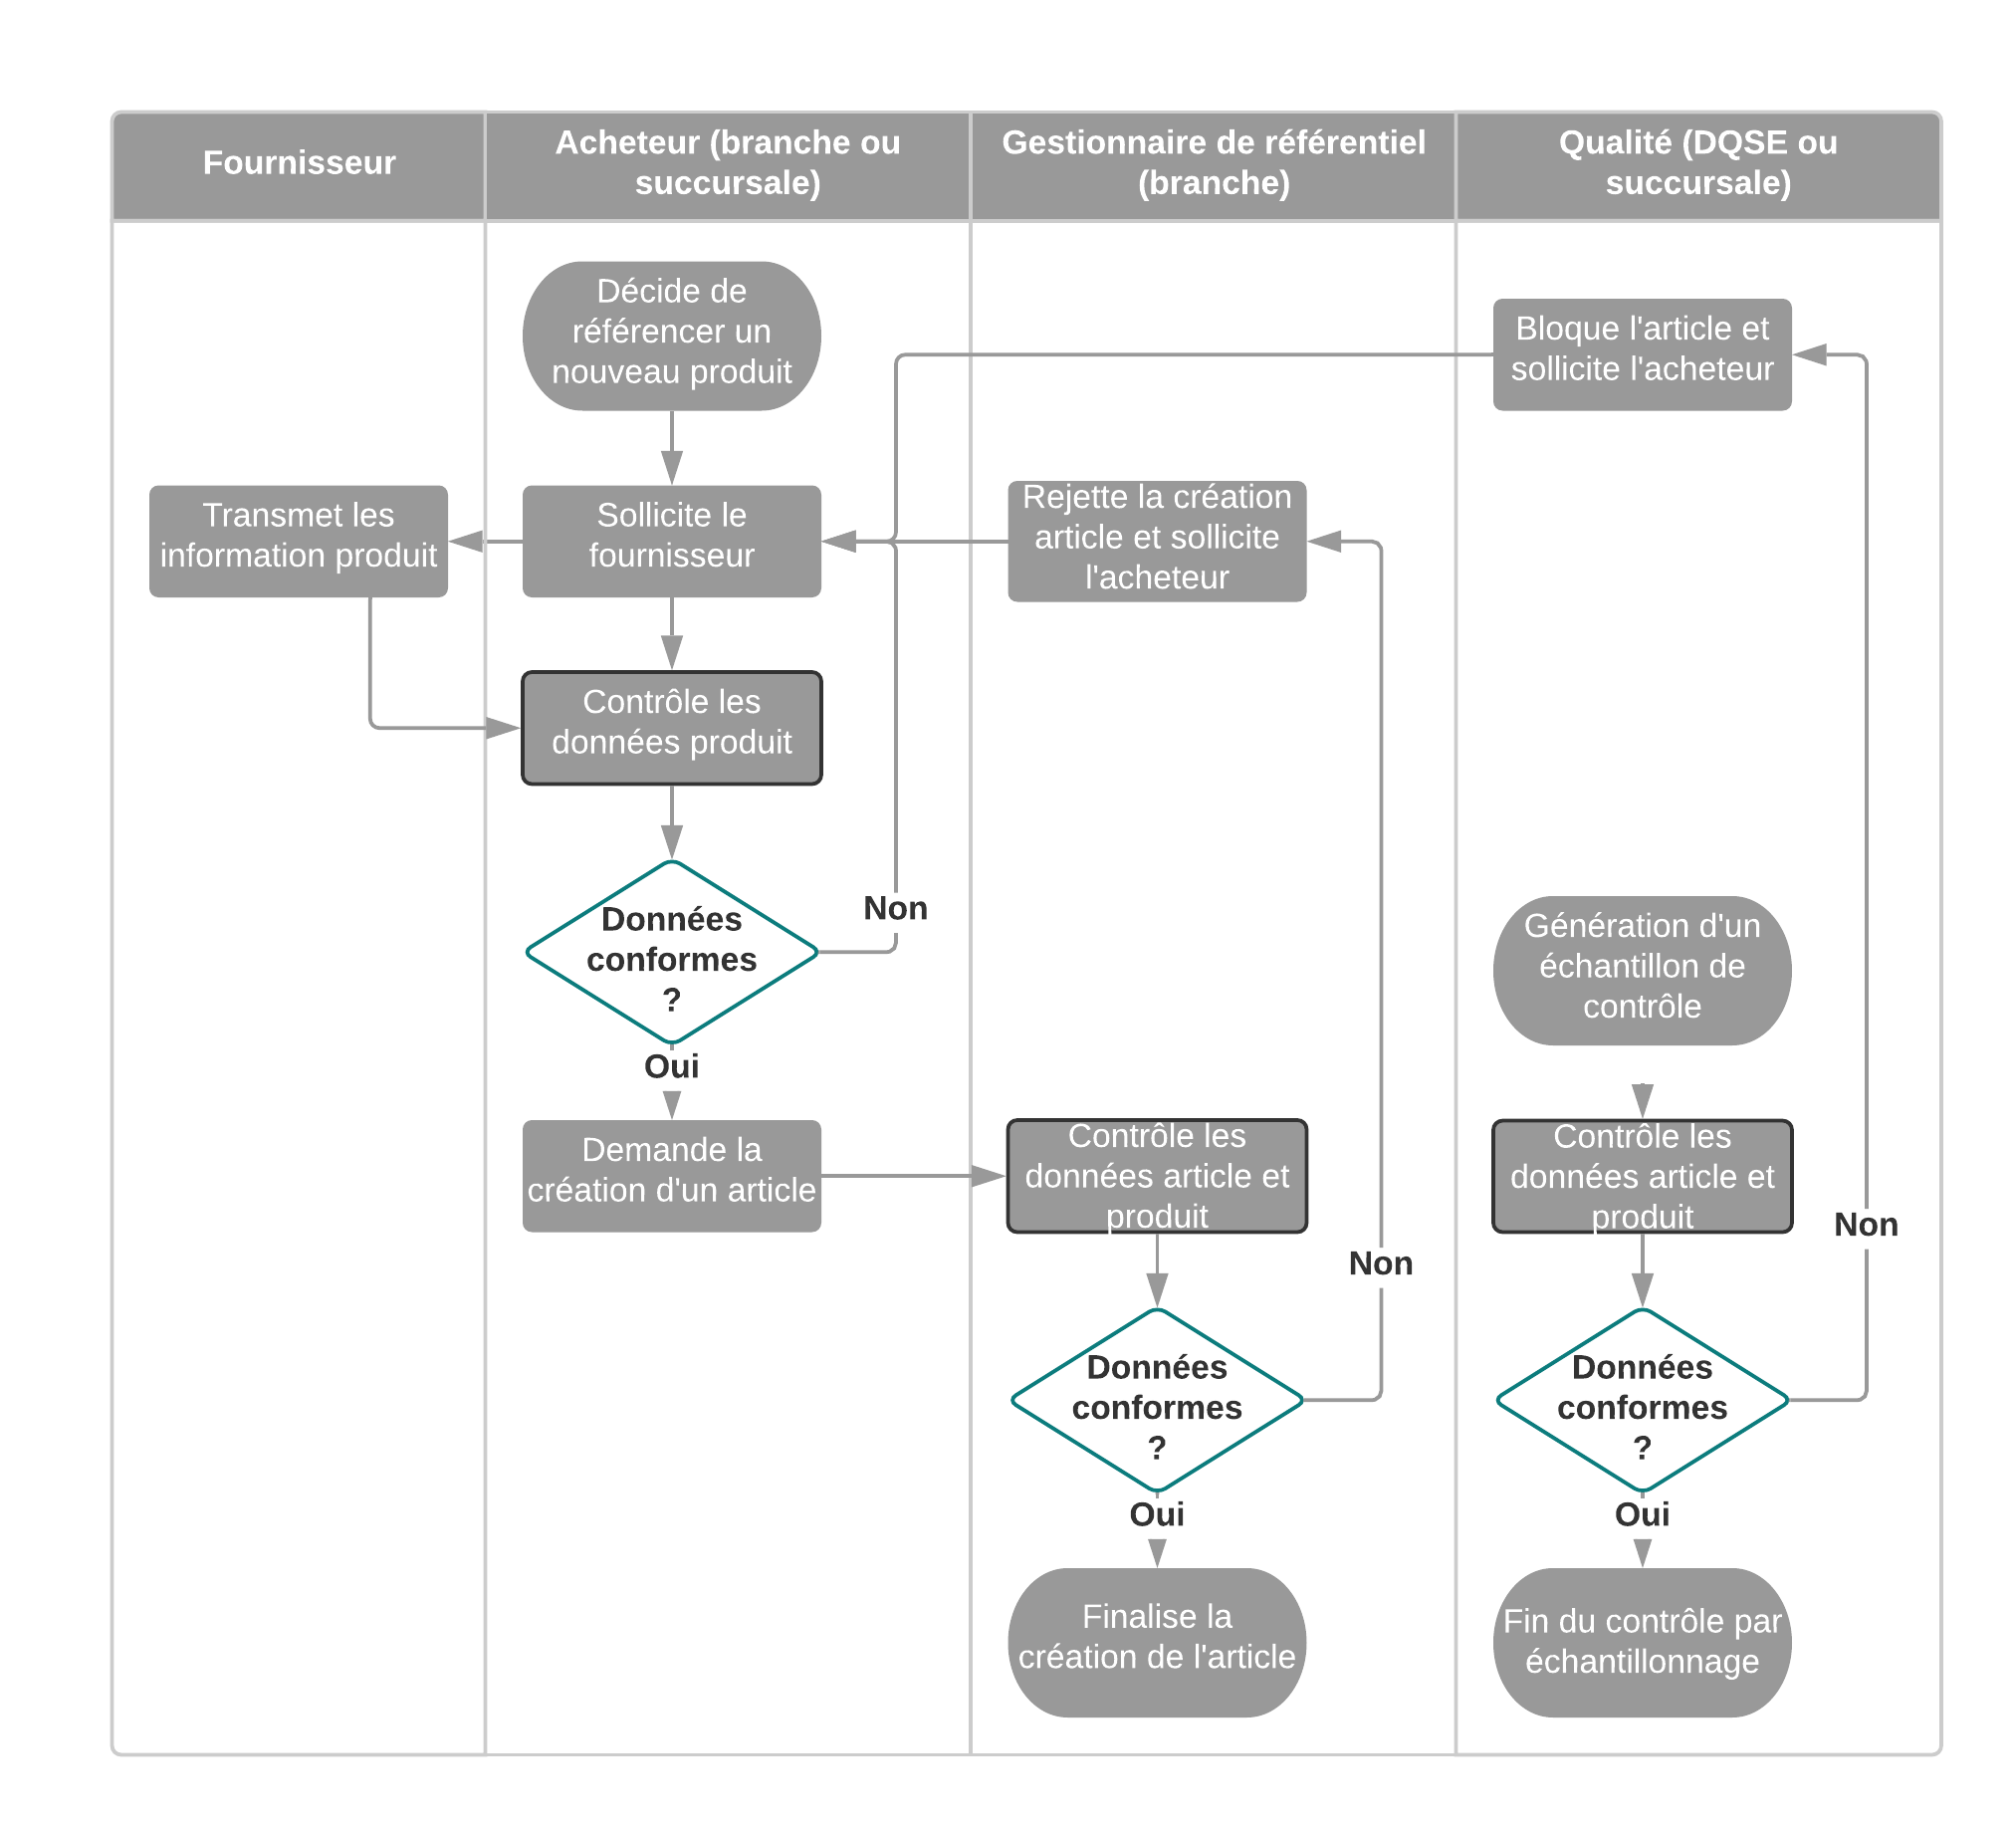 Fournisseur
Acheteur (branche ou
succursale)
Gestionnaire de référentiel
(branche)
Qualité (DQSE ou
succursale)
Décide de
référencer un
nouveau produit
Bloque l'article et
sollicite l'acheteur
Transmet les
information produit
Sollicite le
fournisseur
Rejette la création
article et sollicite
l'acheteur
Contrôle les
données produit
Données
conformes
?
Non
Oui
Génération d'un
échantillon de
contrôle
Demande la
création d'un article
Contrôle les
données article et
produit
Contrôle les
données article et
produit
Non
Non
Données
conformes
?
Données
conformes
?
Oui
Oui
Finalise la
création de l'article
Fin du contrôle par
échantillonnage